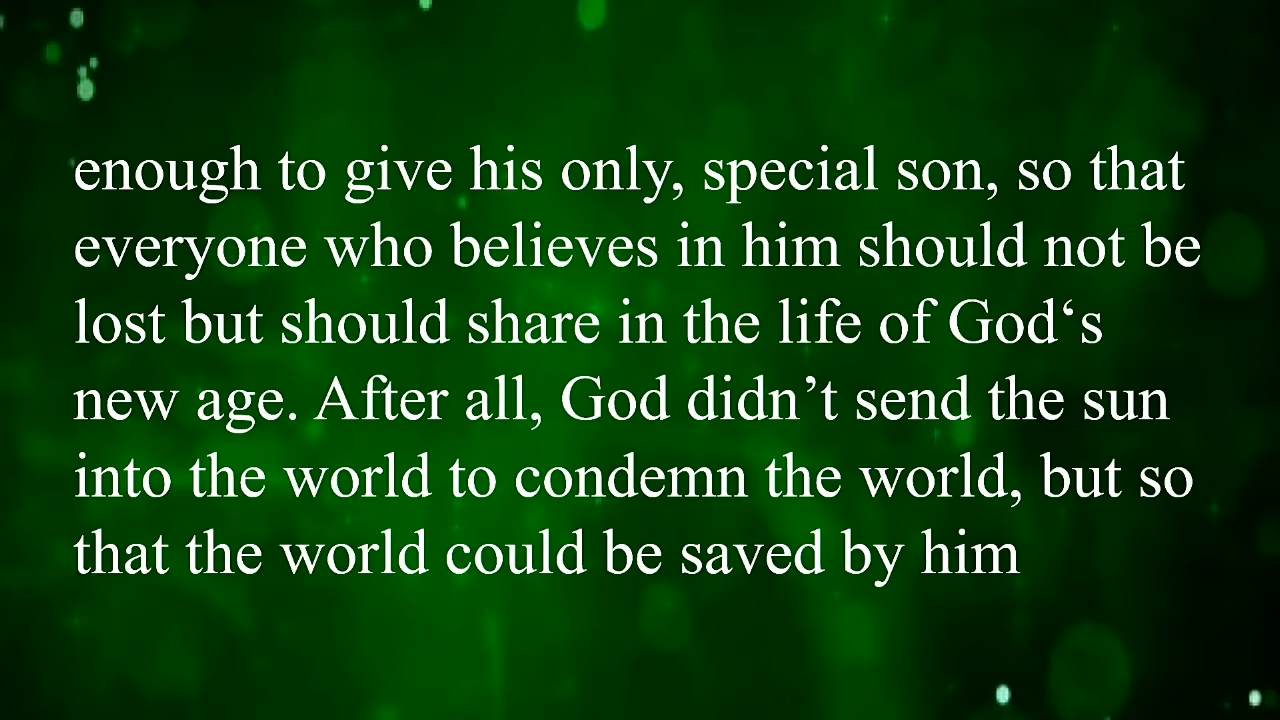 enough to give his only, special son, so that
everyone who believes in him should not be
lost but should share in the life of God‘s
new age. After all, God didn’t send the sun
into the world to condemn the world, but so
that the world could be saved by him